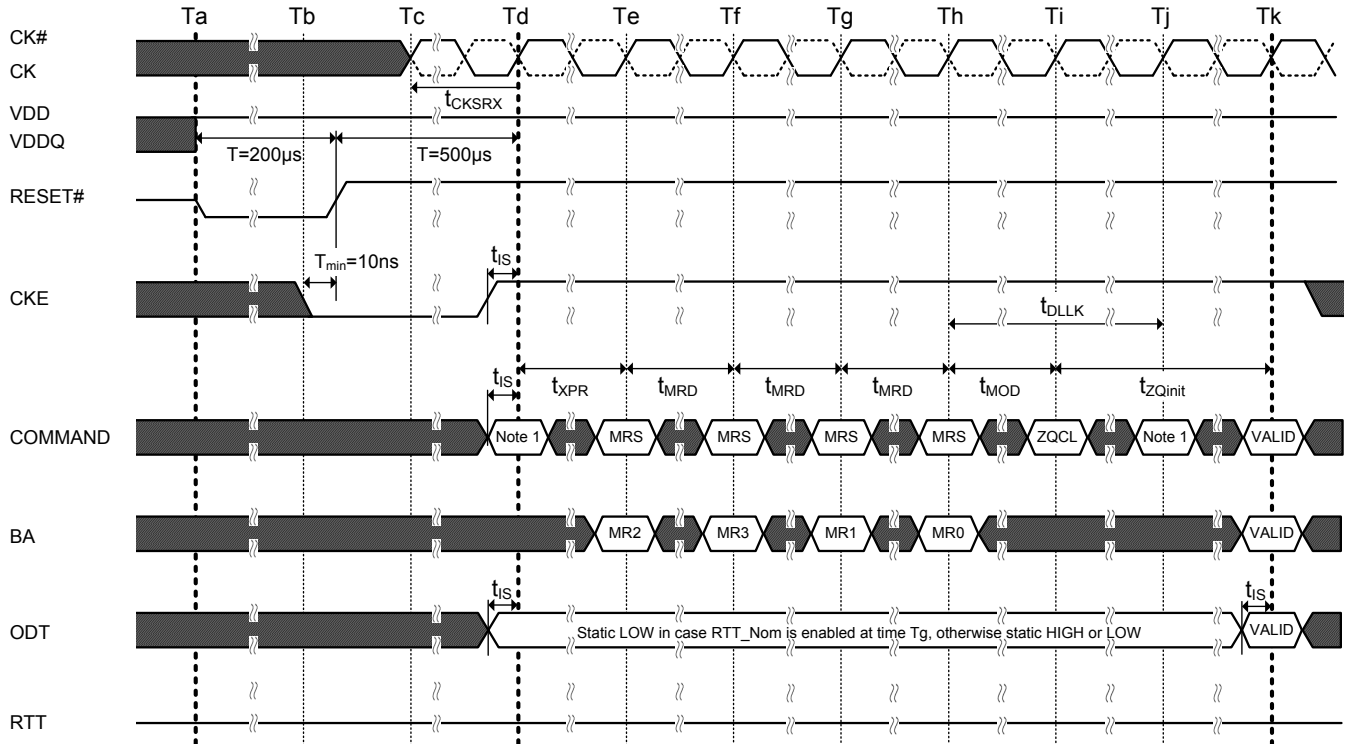 Ta Tb Tc Td Te Tf Tg Th Ti Tj Tk
CK#
CK
tCKSRX
VDD
VDDQ
T=200µs T=500µs
RESET#
Tmin=10ns
tIS
CKE
tDLLK
tIS
tXPR tMRD tMRD tMRD tMOD tZQinit
COMMAND Note 1 MRS MRS MRS MRS ZQCL Note 1 VALID
BA MR2 MR3 MR1 MR0 VALID
tIS tIS
ODT Static LOW in case RTT_Nom is enabled at time Tg, otherwise static HIGH or LOW VALID
RTT